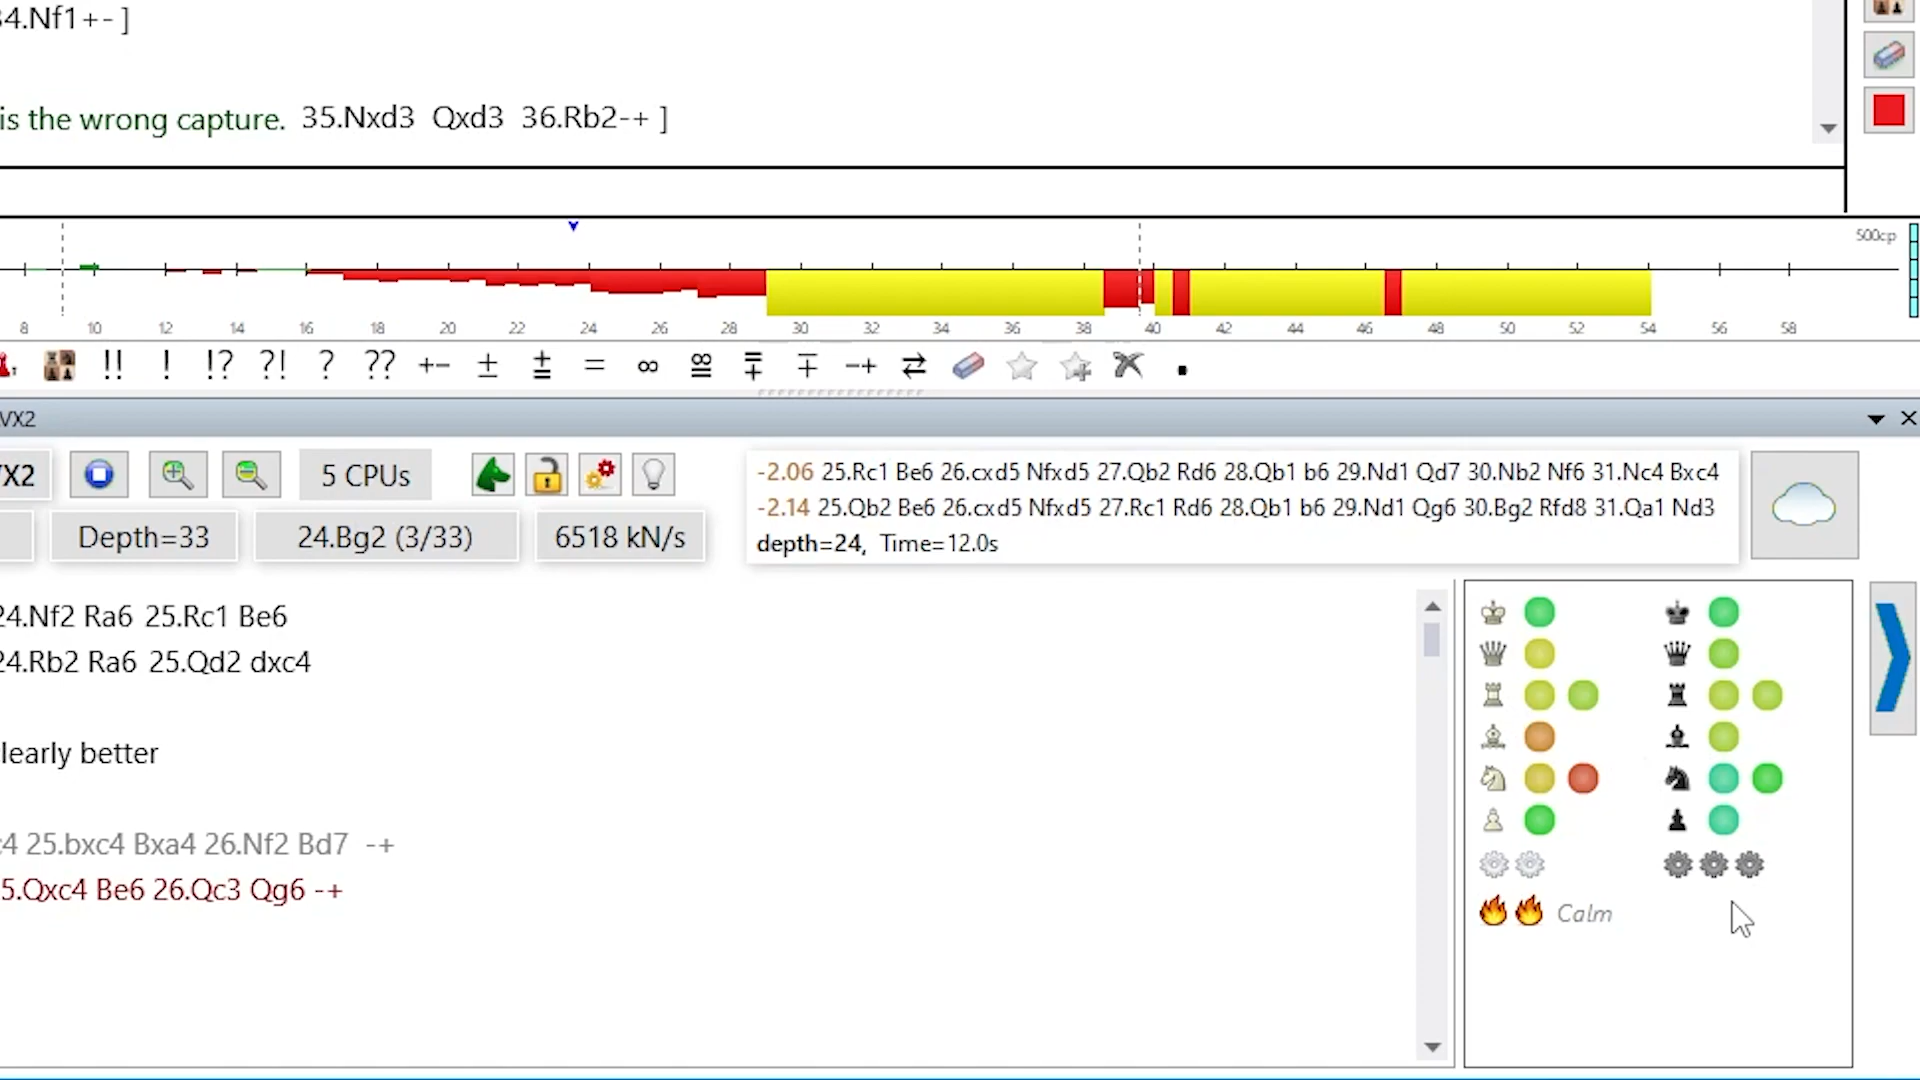 34.Nf1+- ]
is the wrong capture. 35.Nxd3 Qxd3 36.Rb2-+ ]
500cp
8 10 12 14 16 18 20 22 24 26 28 30 32 34 36 38 40 42 44 46 48 50 52 54 56 58
!! ! !? ?! ? ?? +- ± ⩲ = ∞ ⩱ ∓ -+ ⇄
VX2
VX2 5 CPUs
Depth=33 24.Bg2 (3/33) 6518 kN/s
-2.06 25.Rc1 Be6 26.cxd5 Nfxd5 27.Qb2 Rd6 28.Qb1 b6 29.Nd1 Qd7 30.Nb2 Nf6 31.Nc4 Bxc4
-2.14 25.Qb2 Be6 26.cxd5 Nfxd5 27.Rc1 Rd6 28.Qb1 b6 29.Nd1 Qg6 30.Bg2 Rfd8 31.Qa1 Nd3
depth=24, Time=12.0s
24.Nf2 Ra6 25.Rc1 Be6
24.Rb2 Ra6 25.Qd2 dxc4
learly better
c4 25.bxc4 Bxa4 26.Nf2 Bd7 -+
5.Qxc4 Be6 26.Qc3 Qg6 -+
Calm